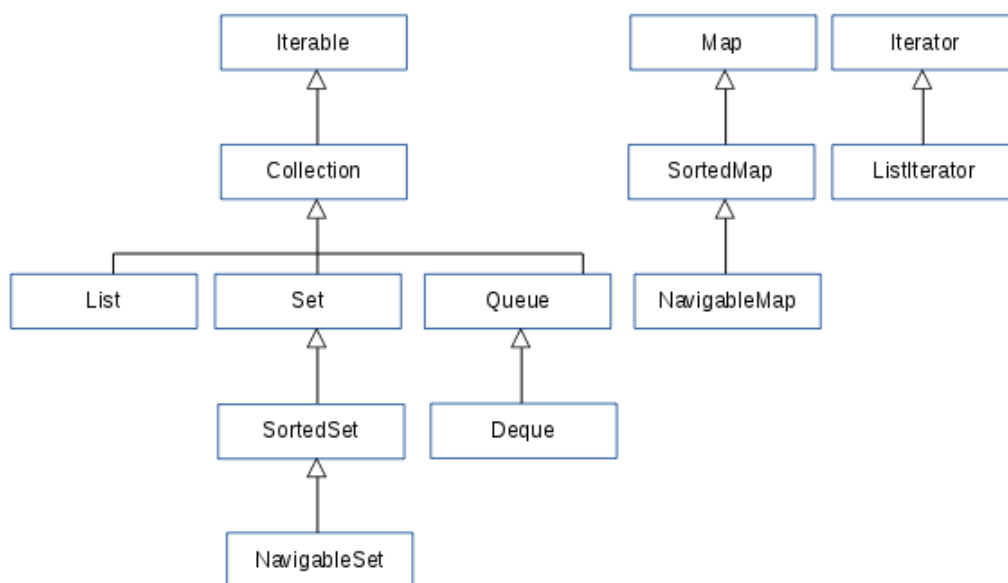 Iterable
Map
Iterator
Collection
SortedMap
ListIterator
List
Set
Queue
NavigableMap
SortedSet
Deque
NavigableSet